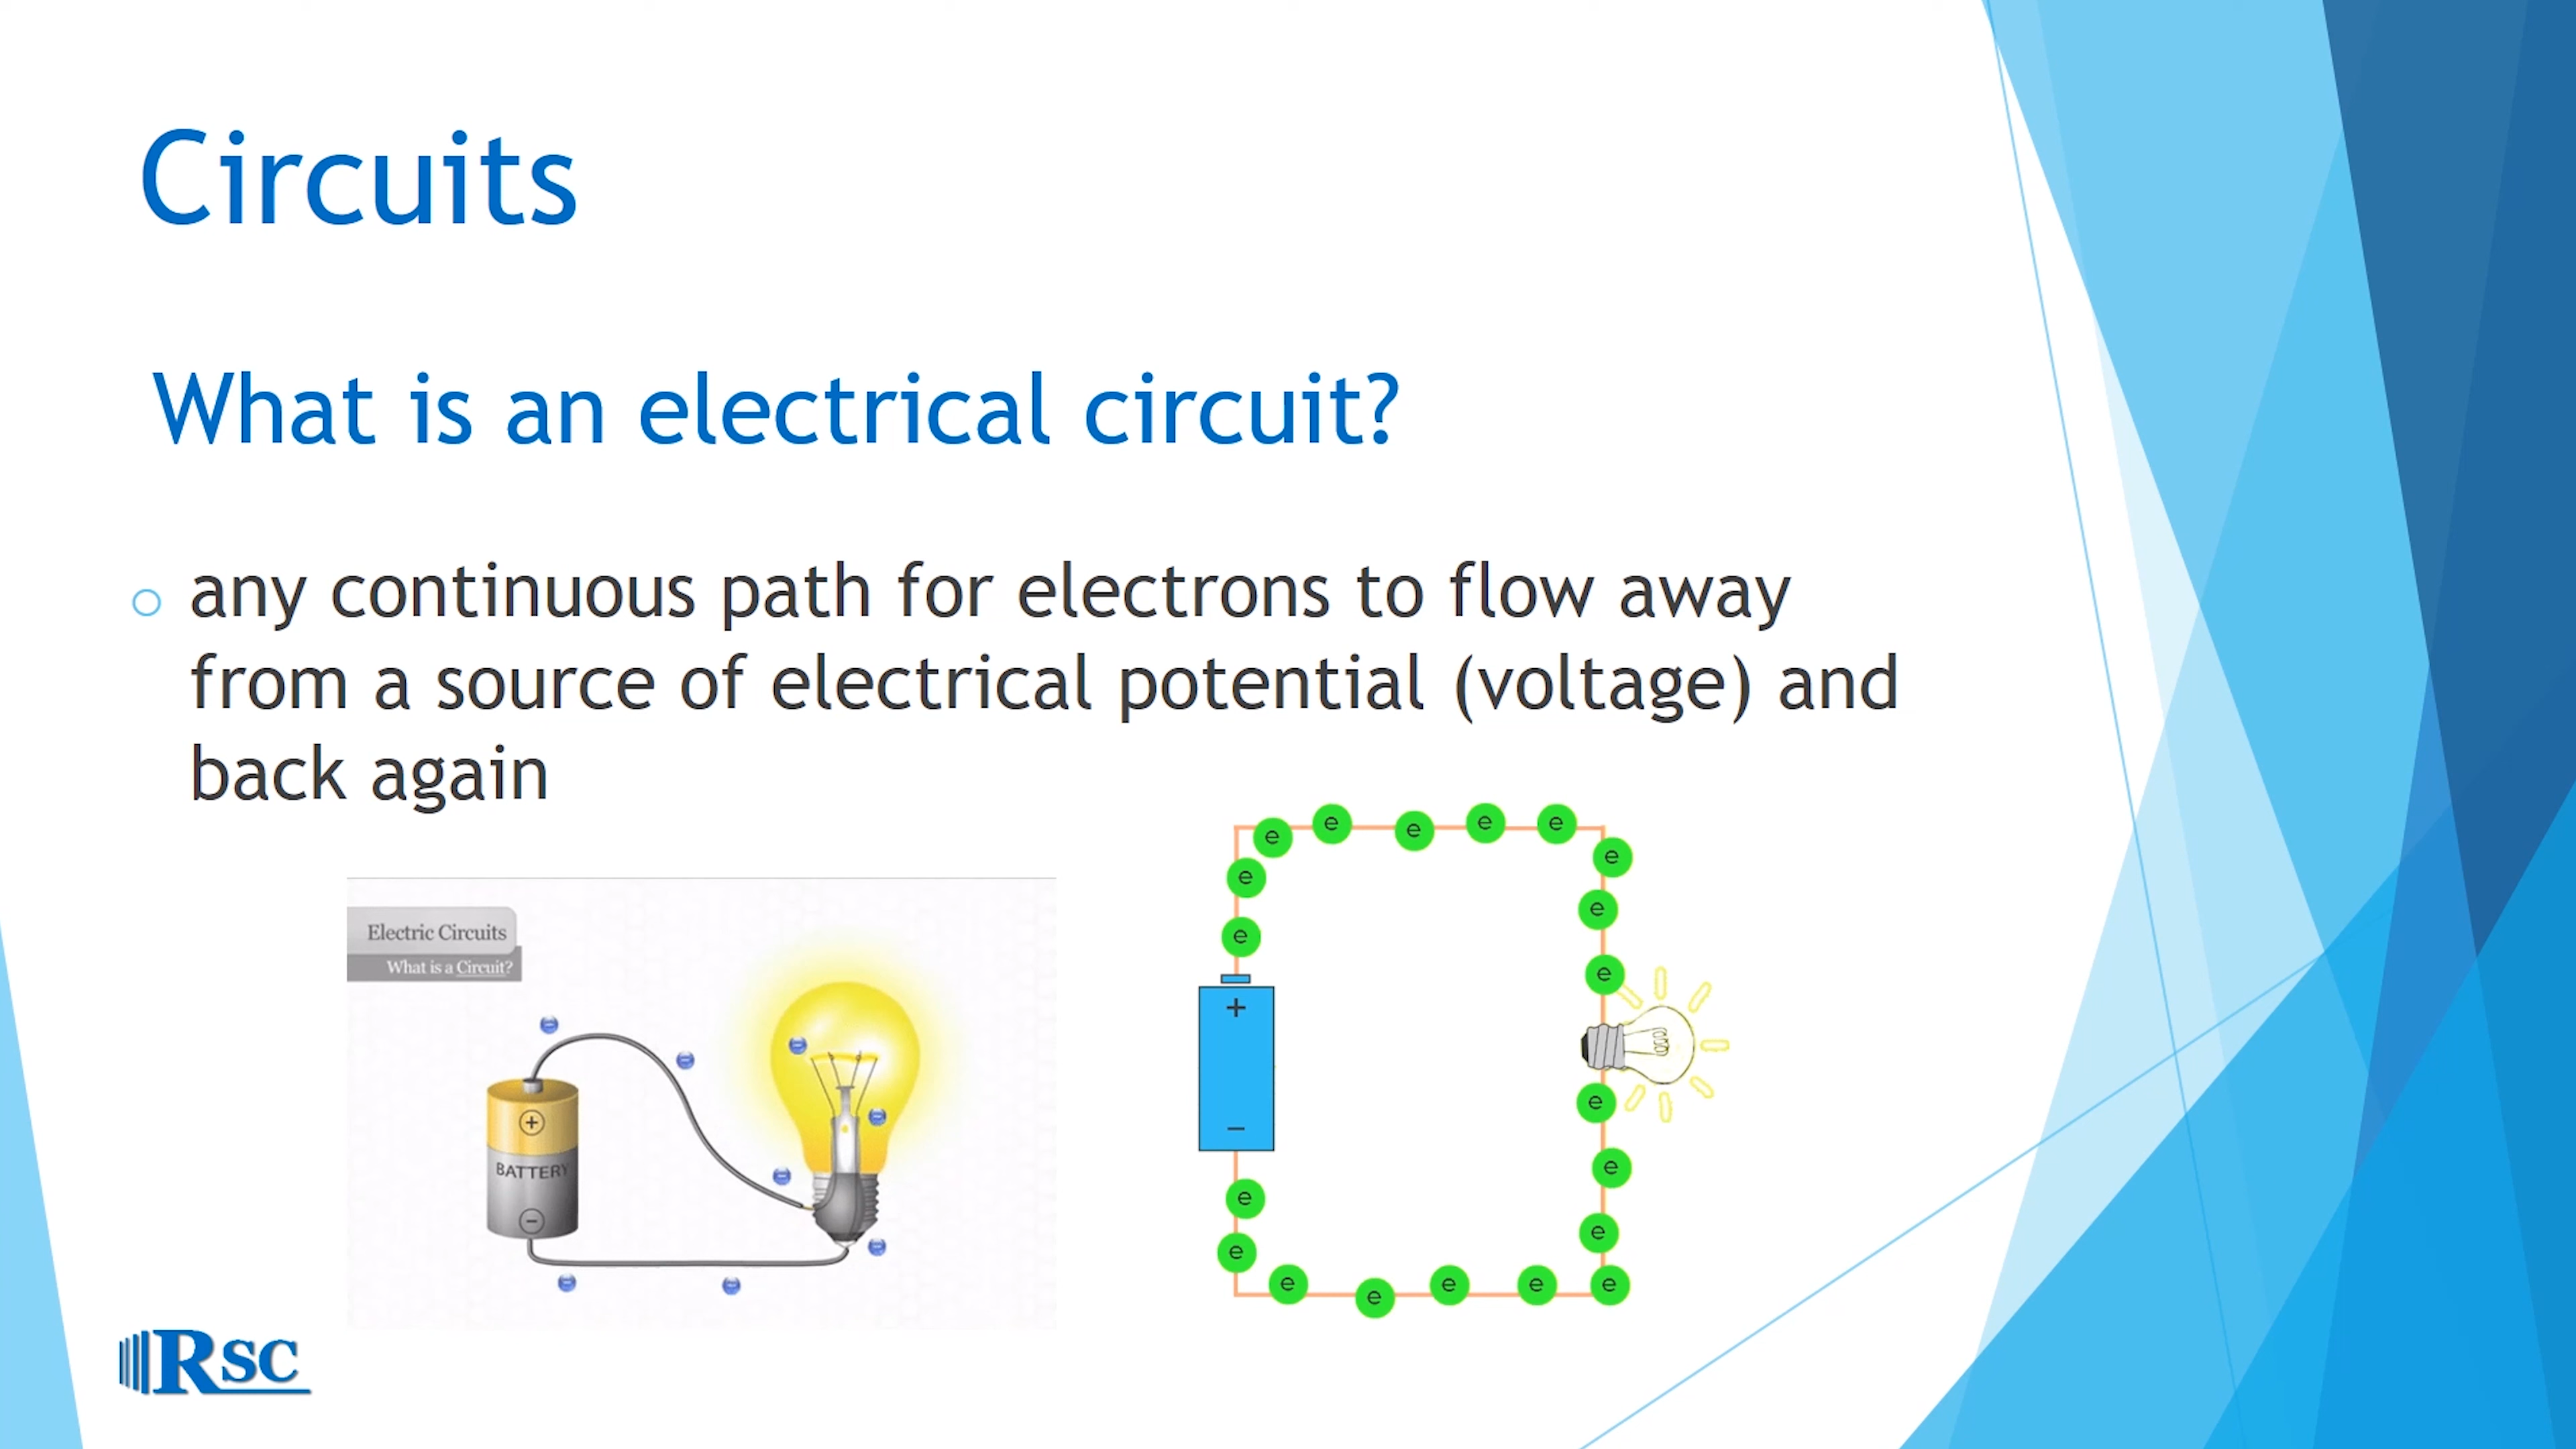 Circuits
What is an electrical circuit?
any continuous path for electrons to flow away
from a source of electrical potential (voltage) and
back again
Electric Circuits
What is a Circuit?
+
BATTERY
−
e
e
e
e
e
e
e
e
e
e
+
−
e
e
e
e
e
e
e
e
e
e
RSC